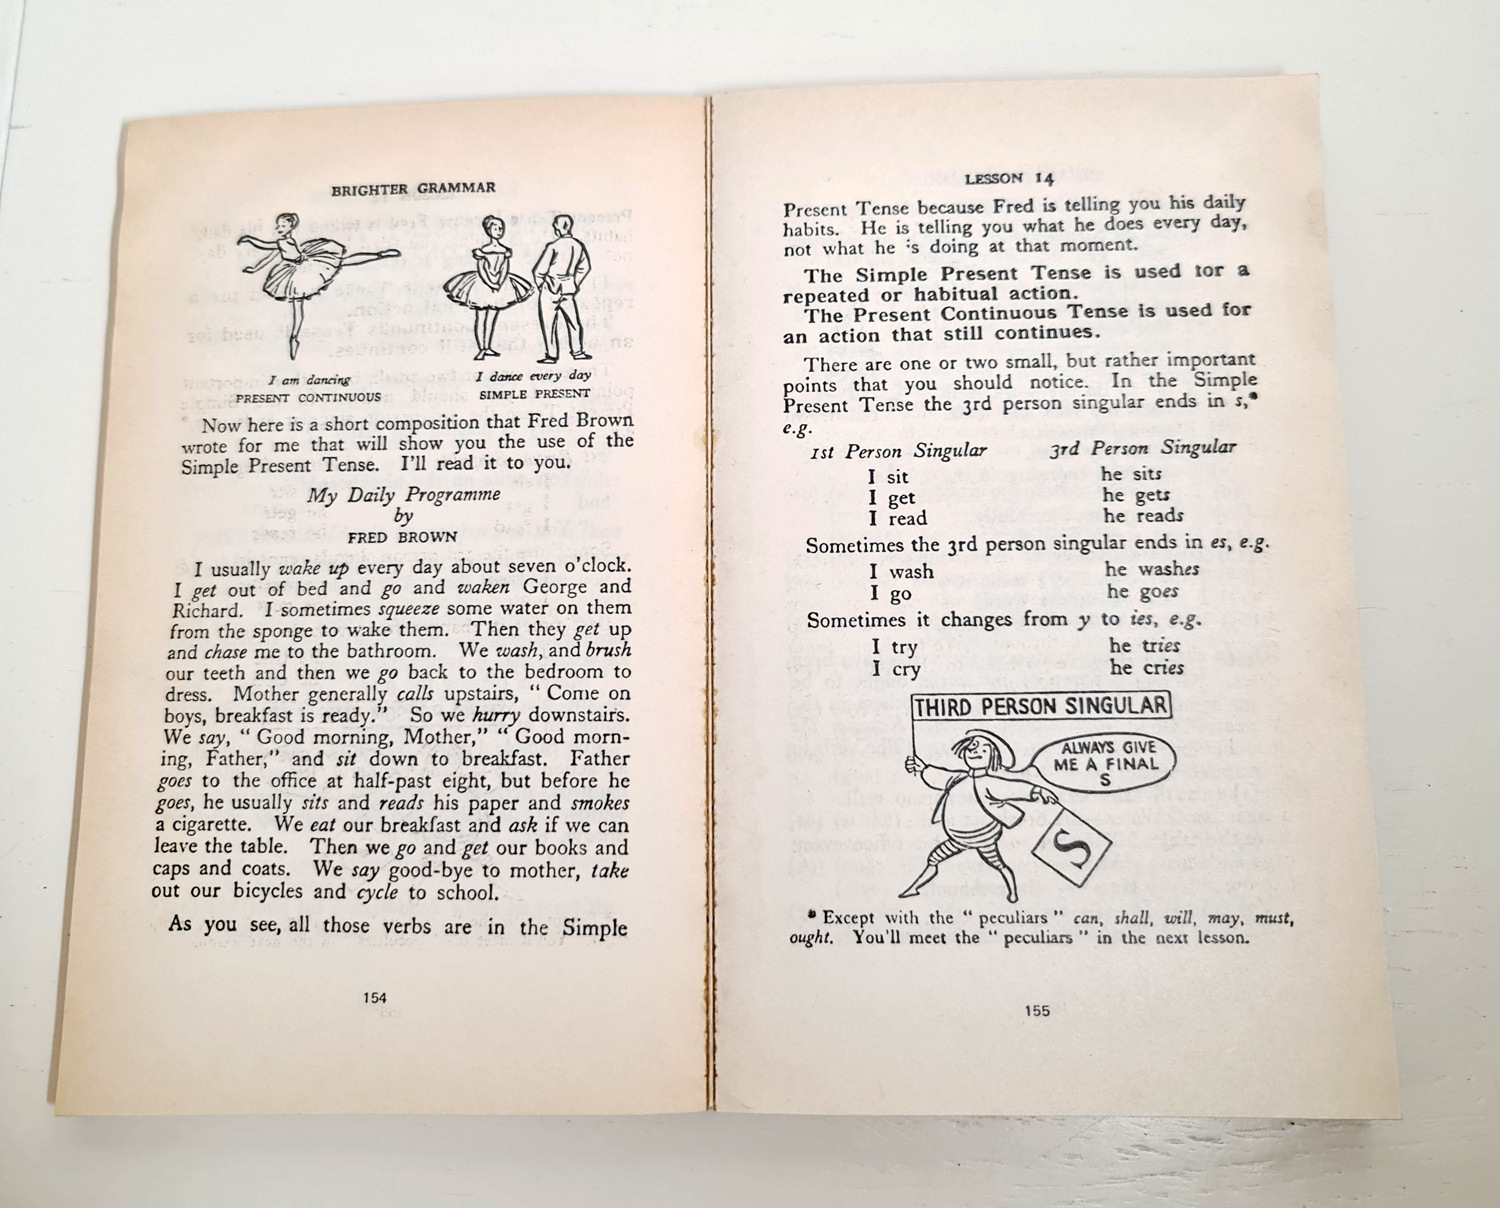 BRIGHTER GRAMMAR
I am dancing
PRESENT CONTINUOUS
I dance every day
SIMPLE PRESENT
Now here is a short composition that Fred Brown
wrote for me that will show you the use of the
Simple Present Tense. I'll read it to you.
My Daily Programme
by
FRED BROWN
I usually wake up every day about seven o'clock.
I get out of bed and go and waken George and
Richard. I sometimes squeeze some water on them
from the sponge to wake them. Then they get up
and chase me to the bathroom. We wash, and brush
our teeth and then we go back to the bedroom to
dress. Mother generally calls upstairs, “ Come on
boys, breakfast is ready.” So we hurry downstairs.
We say, “ Good morning, Mother,” “ Good morn-
ing, Father,” and sit down to breakfast. Father
goes to the office at half-past eight, but before he
goes, he usually sits and reads his paper and smokes
a cigarette. We eat our breakfast and ask if we can
leave the table. Then we go and get our books and
caps and coats. We say good-bye to mother, take
out our bicycles and cycle to school.
As you see, all those verbs are in the Simple
154
LESSON 14
Present Tense because Fred is telling you his daily
habits. He is telling you what he does every day,
not what he is doing at that moment.
The Simple Present Tense is used for a
repeated or habitual action.
The Present Continuous Tense is used for
an action that still continues.
There are one or two small, but rather important
points that you should notice. In the Simple
Present Tense the 3rd person singular ends in s,*
e.g.
1st Person Singular 3rd Person Singular
I sit he sits
I get he gets
I read he reads
Sometimes the 3rd person singular ends in es, e.g.
I wash he washes
I go he goes
Sometimes it changes from y to ies, e.g.
I try he tries
I cry he cries
THIRD PERSON SINGULAR
ALWAYS GIVE
ME A FINAL
S
S
* Except with the “ peculiars ” can, shall, will, may, must,
ought. You'll meet the “ peculiars ” in the next lesson.
155